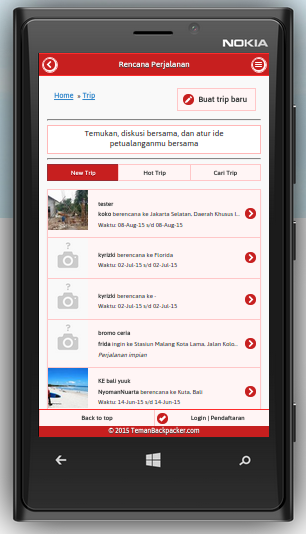 NOKIA
Rencana Perjalanan
Home » Trip
Buat trip baru
Temukan, diskusi bersama, dan atur ide
petualanganmu bersama
New Trip Hot Trip Cari Trip
tester
koko berencana ke Jakarta Selatan, Daerah Khusus I...
Waktu: 08-Aug-15 s/d 08-Aug-15
?
kyrizki berencana ke Florida
Waktu: 02-Jul-15 s/d 02-Jul-15
?
kyrizki berencana ke -
Waktu: 02-Jul-15 s/d 02-Jul-15
?
bromo ceria
frida ingin ke Stasiun Malang Kota Lama, Jalan Kolo...
Perjalanan impian
KE bali yuuk
NyomanNuarta berencana ke Kuta, Bali
Waktu: 14-Jun-15 s/d 14-Jun-15
Back to top Login | Pendaftaran
© 2015 TemanBackpacker.com